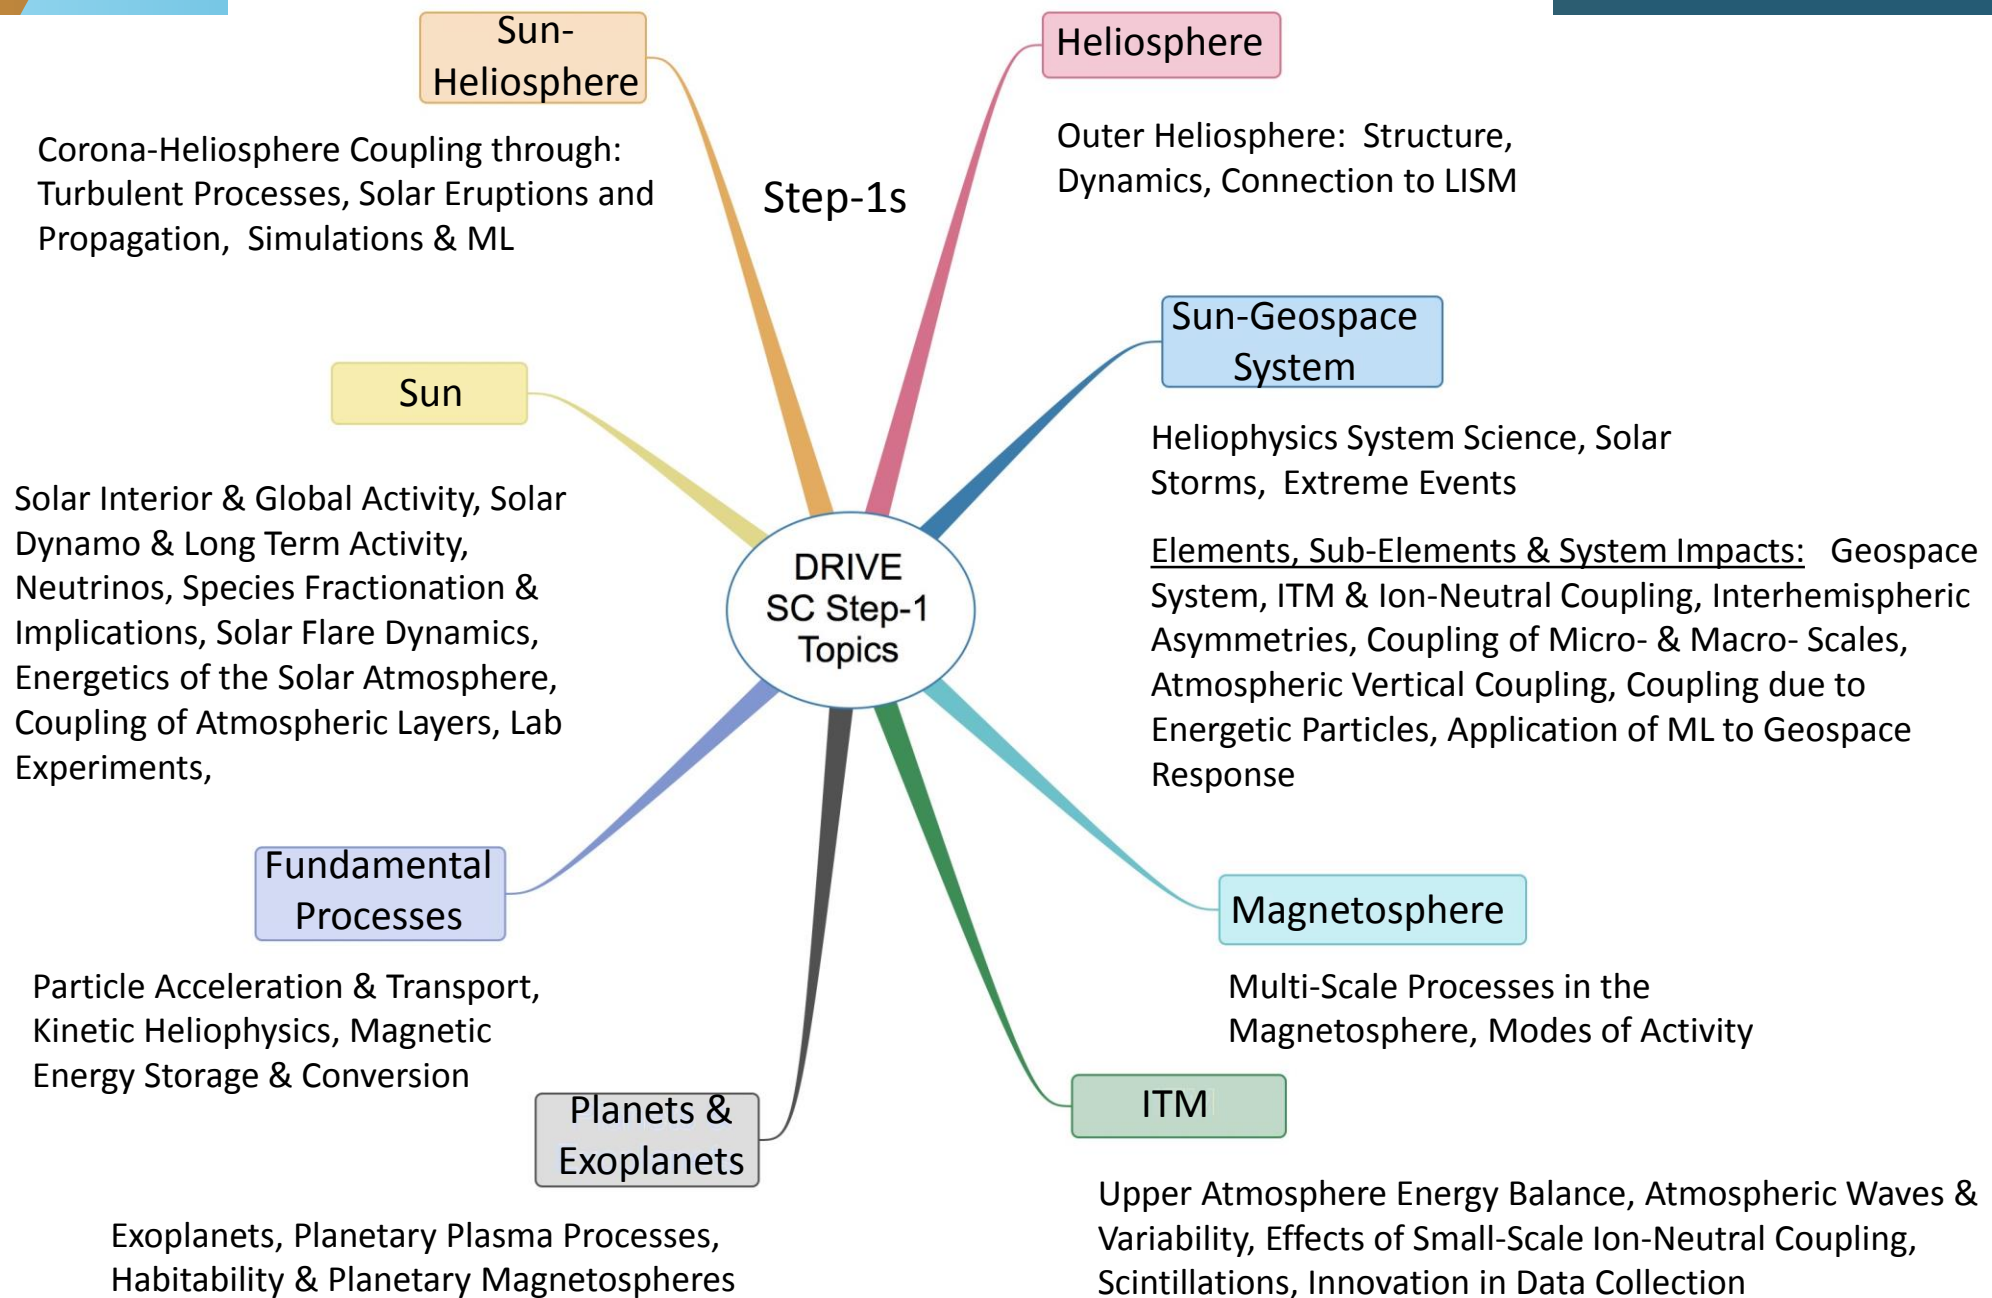 Sun-
Heliosphere
Corona-Heliosphere Coupling through:
Turbulent Processes, Solar Eruptions and
Propagation,  Simulations & ML
Step-1s
Heliosphere
Outer Heliosphere:  Structure,
Dynamics, Connection to LISM
Sun-Geospace
System
Heliophysics System Science, Solar
Storms,  Extreme Events
Elements, Sub-Elements & System Impacts:   Geospace
System, ITM & Ion-Neutral Coupling, Interhemispheric
Asymmetries, Coupling of Micro- & Macro- Scales,
Atmospheric Vertical Coupling, Coupling due to
Energetic Particles, Application of ML to Geospace
Response
Sun
Solar Interior & Global Activity, Solar
Dynamo & Long Term Activity,
Neutrinos, Species Fractionation &
Implications, Solar Flare Dynamics,
Energetics of the Solar Atmosphere,
Coupling of Atmospheric Layers, Lab
Experiments,
DRIVE
SC Step-1
Topics
Fundamental
Processes
Particle Acceleration & Transport,
Kinetic Heliophysics, Magnetic
Energy Storage & Conversion
Magnetosphere
Multi-Scale Processes in the
Magnetosphere, Modes of Activity
Planets &
Exoplanets
Exoplanets, Planetary Plasma Processes,
Habitability & Planetary Magnetospheres
ITM
Upper Atmosphere Energy Balance, Atmospheric Waves &
Variability, Effects of Small-Scale Ion-Neutral Coupling,
Scintillations, Innovation in Data Collection